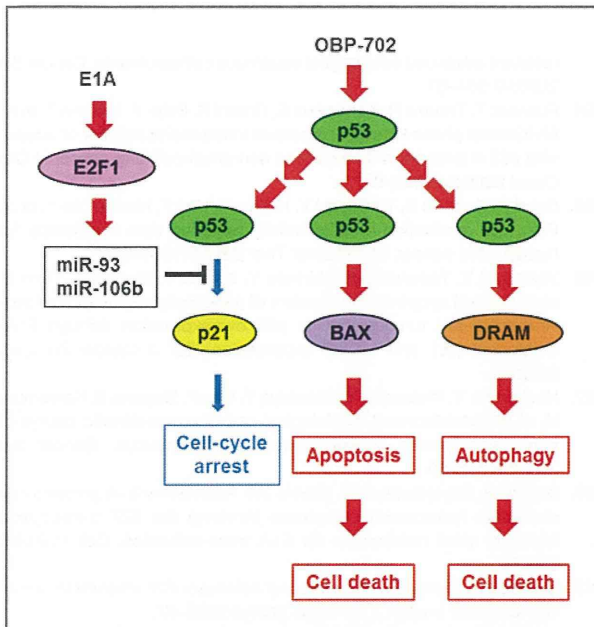 OBP-702
E1A
p53
E2F1
p53
p53
p53
miR-93
miR-106b
p21
BAX
DRAM
Cell-cycle
arrest
Apoptosis
Autophagy
Cell death
Cell death